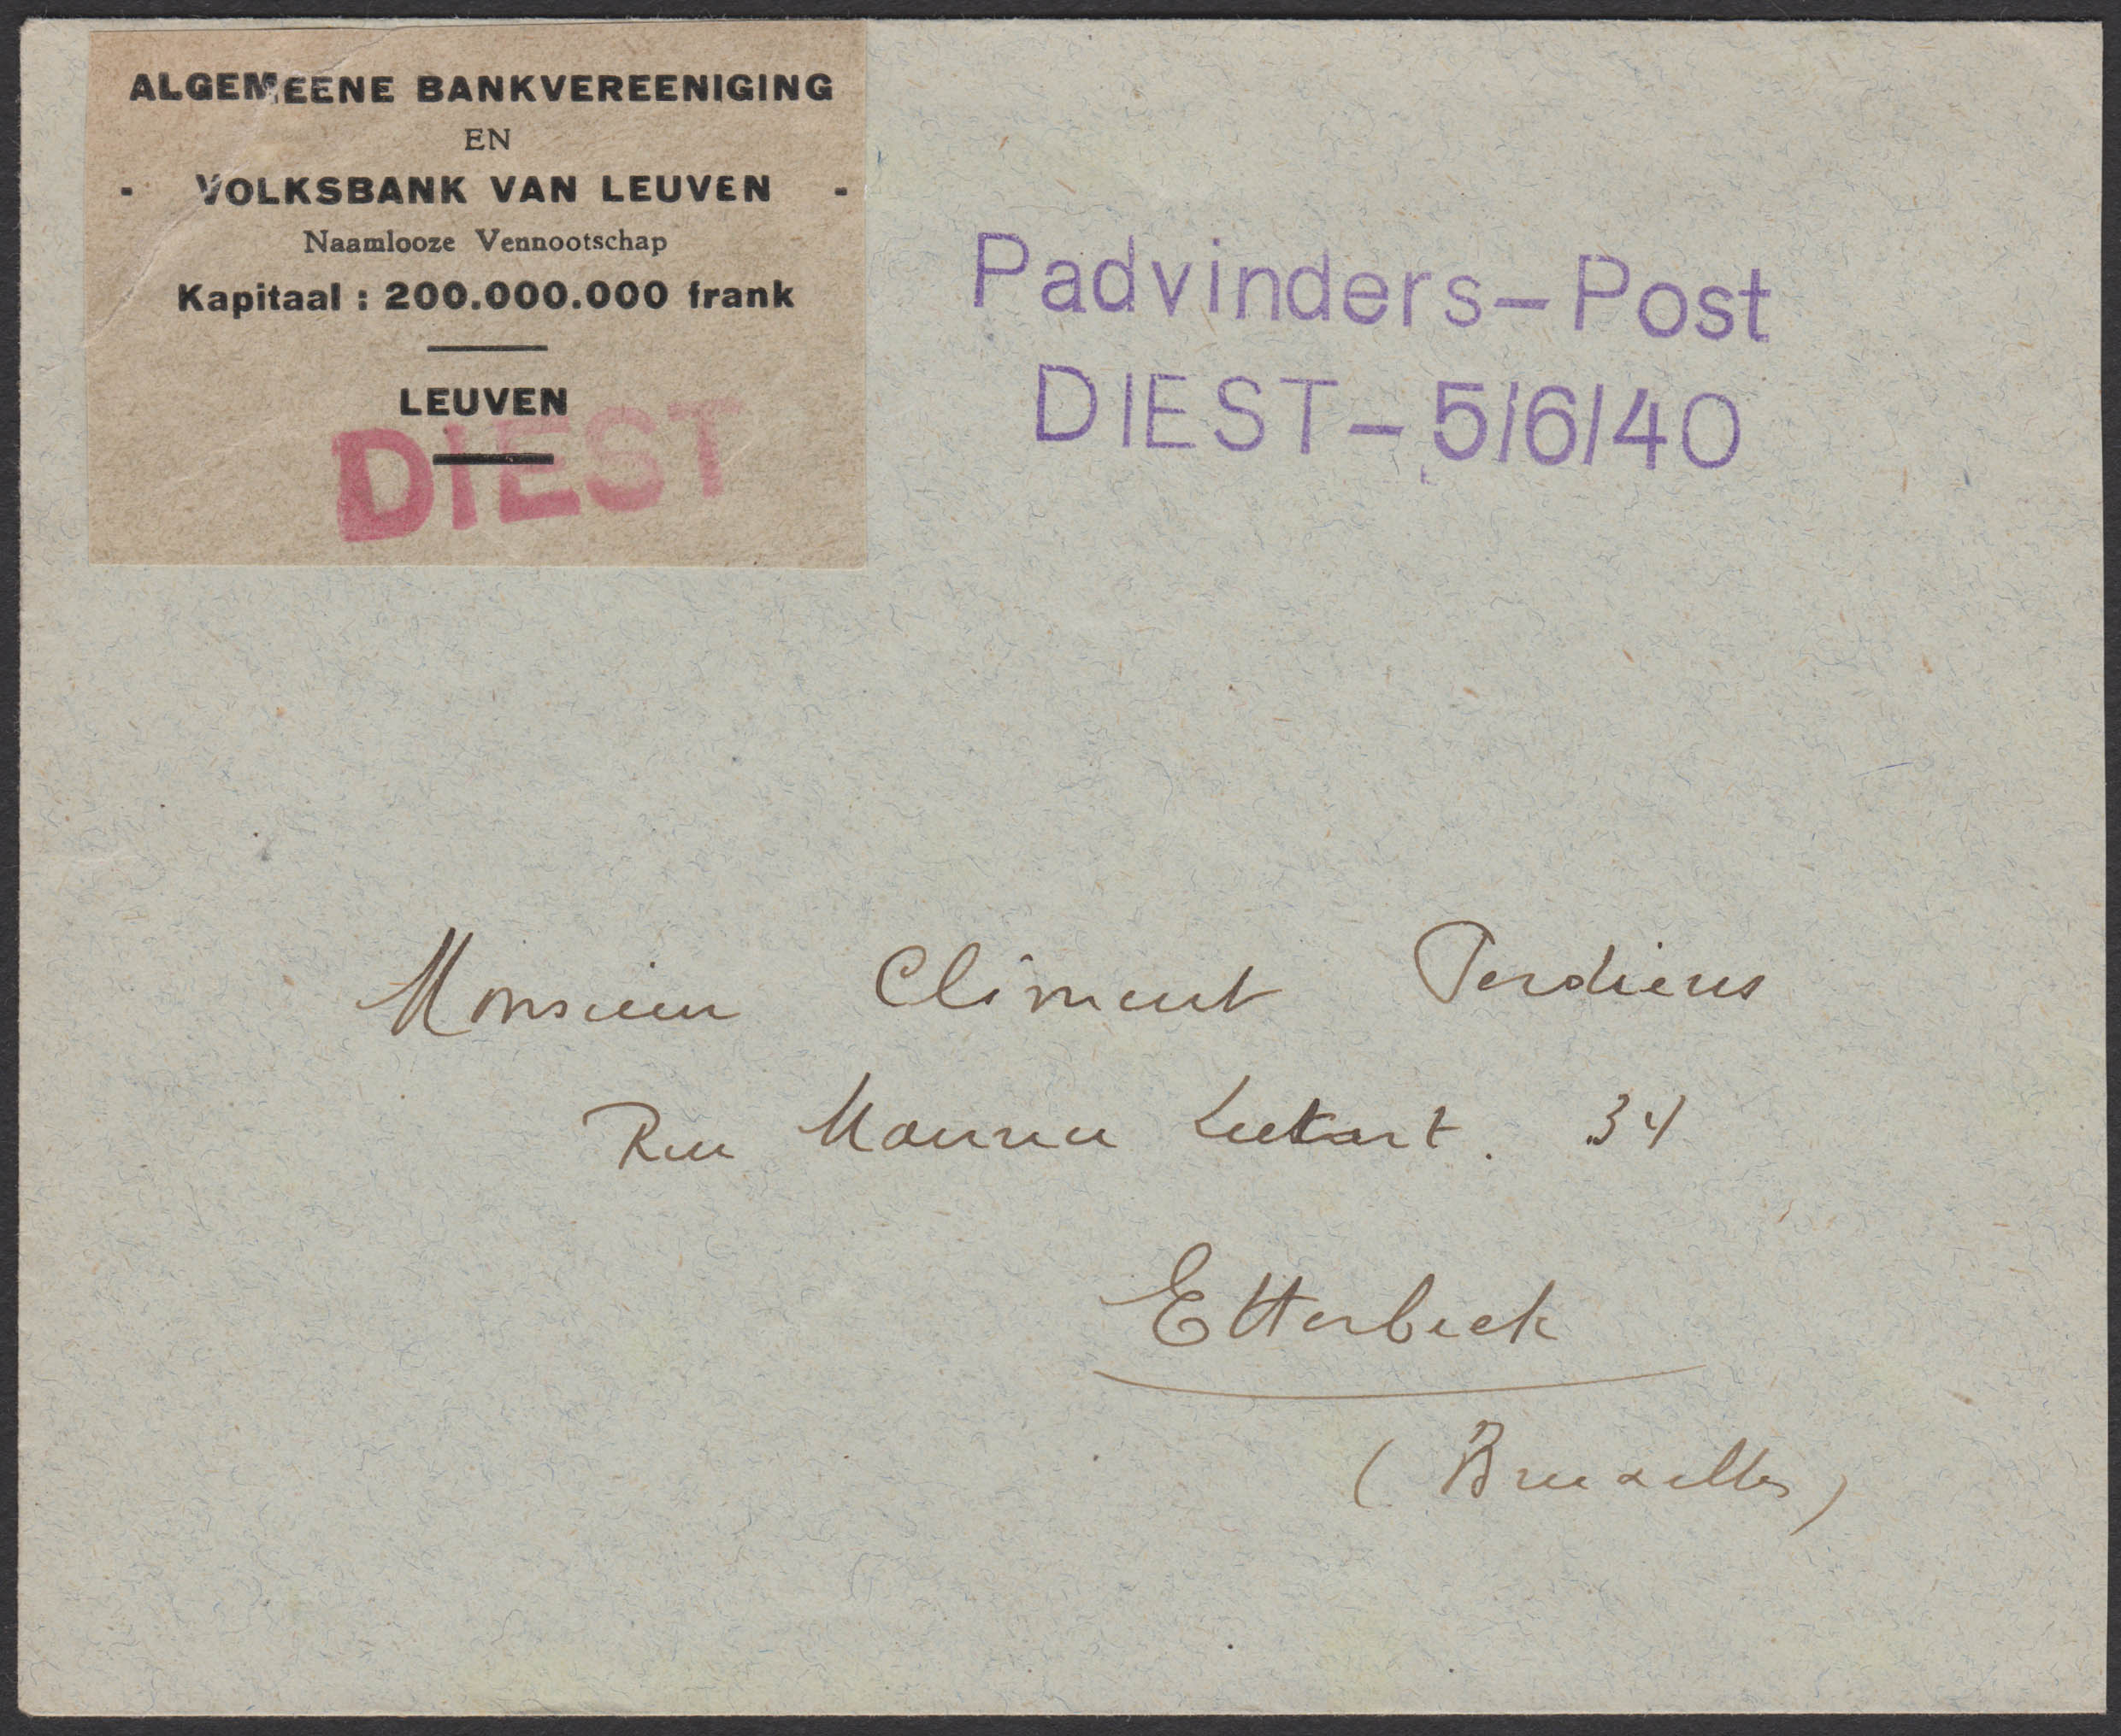 ALGEMEENE BANKVEREENIGING
EN
- VOLKSBANK VAN LEUVEN -
Naamlooze Vennootschap
Kapitaal : 200.000.000 frank
LEUVEN
DIEST
Padvinders-Post
DIEST- 5/6/40
Monsieur Clément
Rue 34
Etterbeek
(Bruxelles)